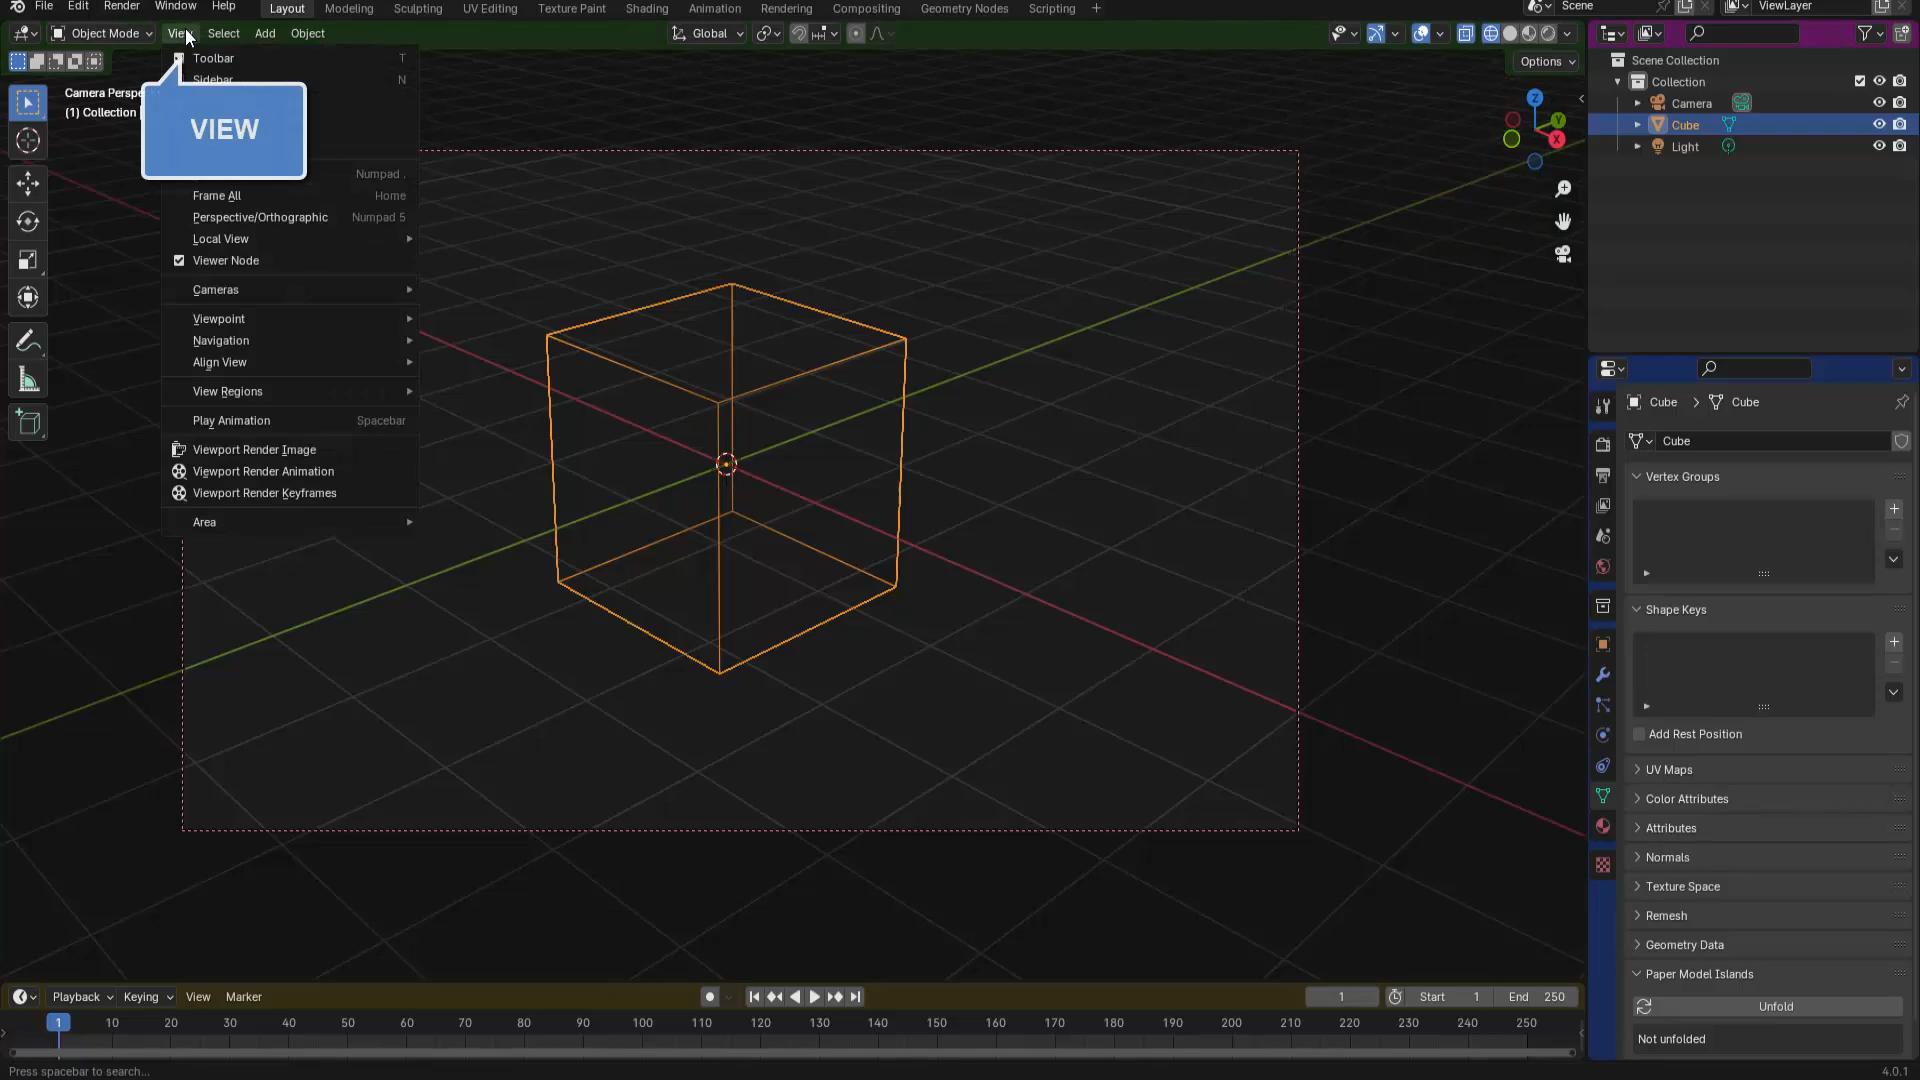 File Edit Render Window Help Layout Modeling Sculpting UV Editing Texture Paint Shading Animation Rendering Compositing Geometry Nodes Scripting Scene ViewLayer
Object Mode View Select Add Object Global
Options
Camera Perspe
(1) Collection
Toolbar T
Sidebar N
VIEW
Numpad .
Frame All Home
Perspective/Orthographic Numpad 5
Local View
Viewer Node
Cameras
Viewpoint
Navigation
Align View
View Regions
Play Animation Spacebar
Viewport Render Image
Viewport Render Animation
Viewport Render Keyframes
Area
Z
Y
X
Scene Collection
Collection
Camera
Cube
Light
Cube > Cube
Cube
Vertex Groups
Shape Keys
Add Rest Position
UV Maps
Color Attributes
Attributes
Normals
Texture Space
Remesh
Geometry Data
Paper Model Islands
Unfold
Not unfolded
Playback Keying View Marker 1 Start 1 End 250
1 10 20 30 40 50 60 70 80 90 100 110 120 130 140 150 160 170 180 190 200 210 220 230 240 250
Press spacebar to search... 4.0.1